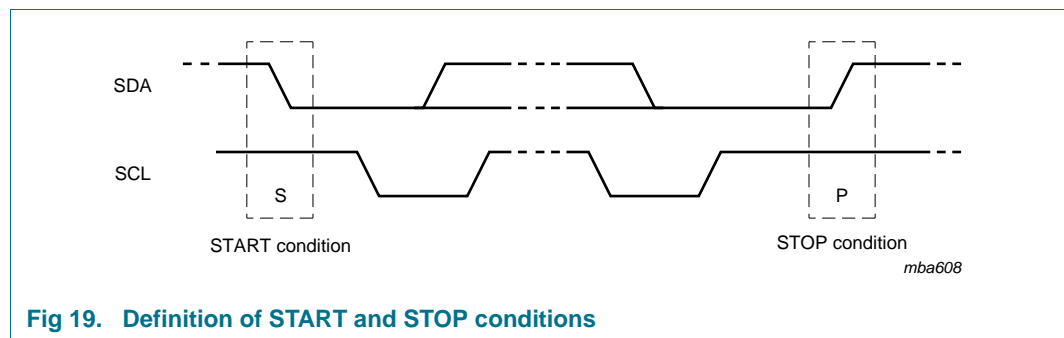 SDA
SCL
S
P
START condition
STOP condition
mba608
Fig 19. Definition of START and STOP conditions